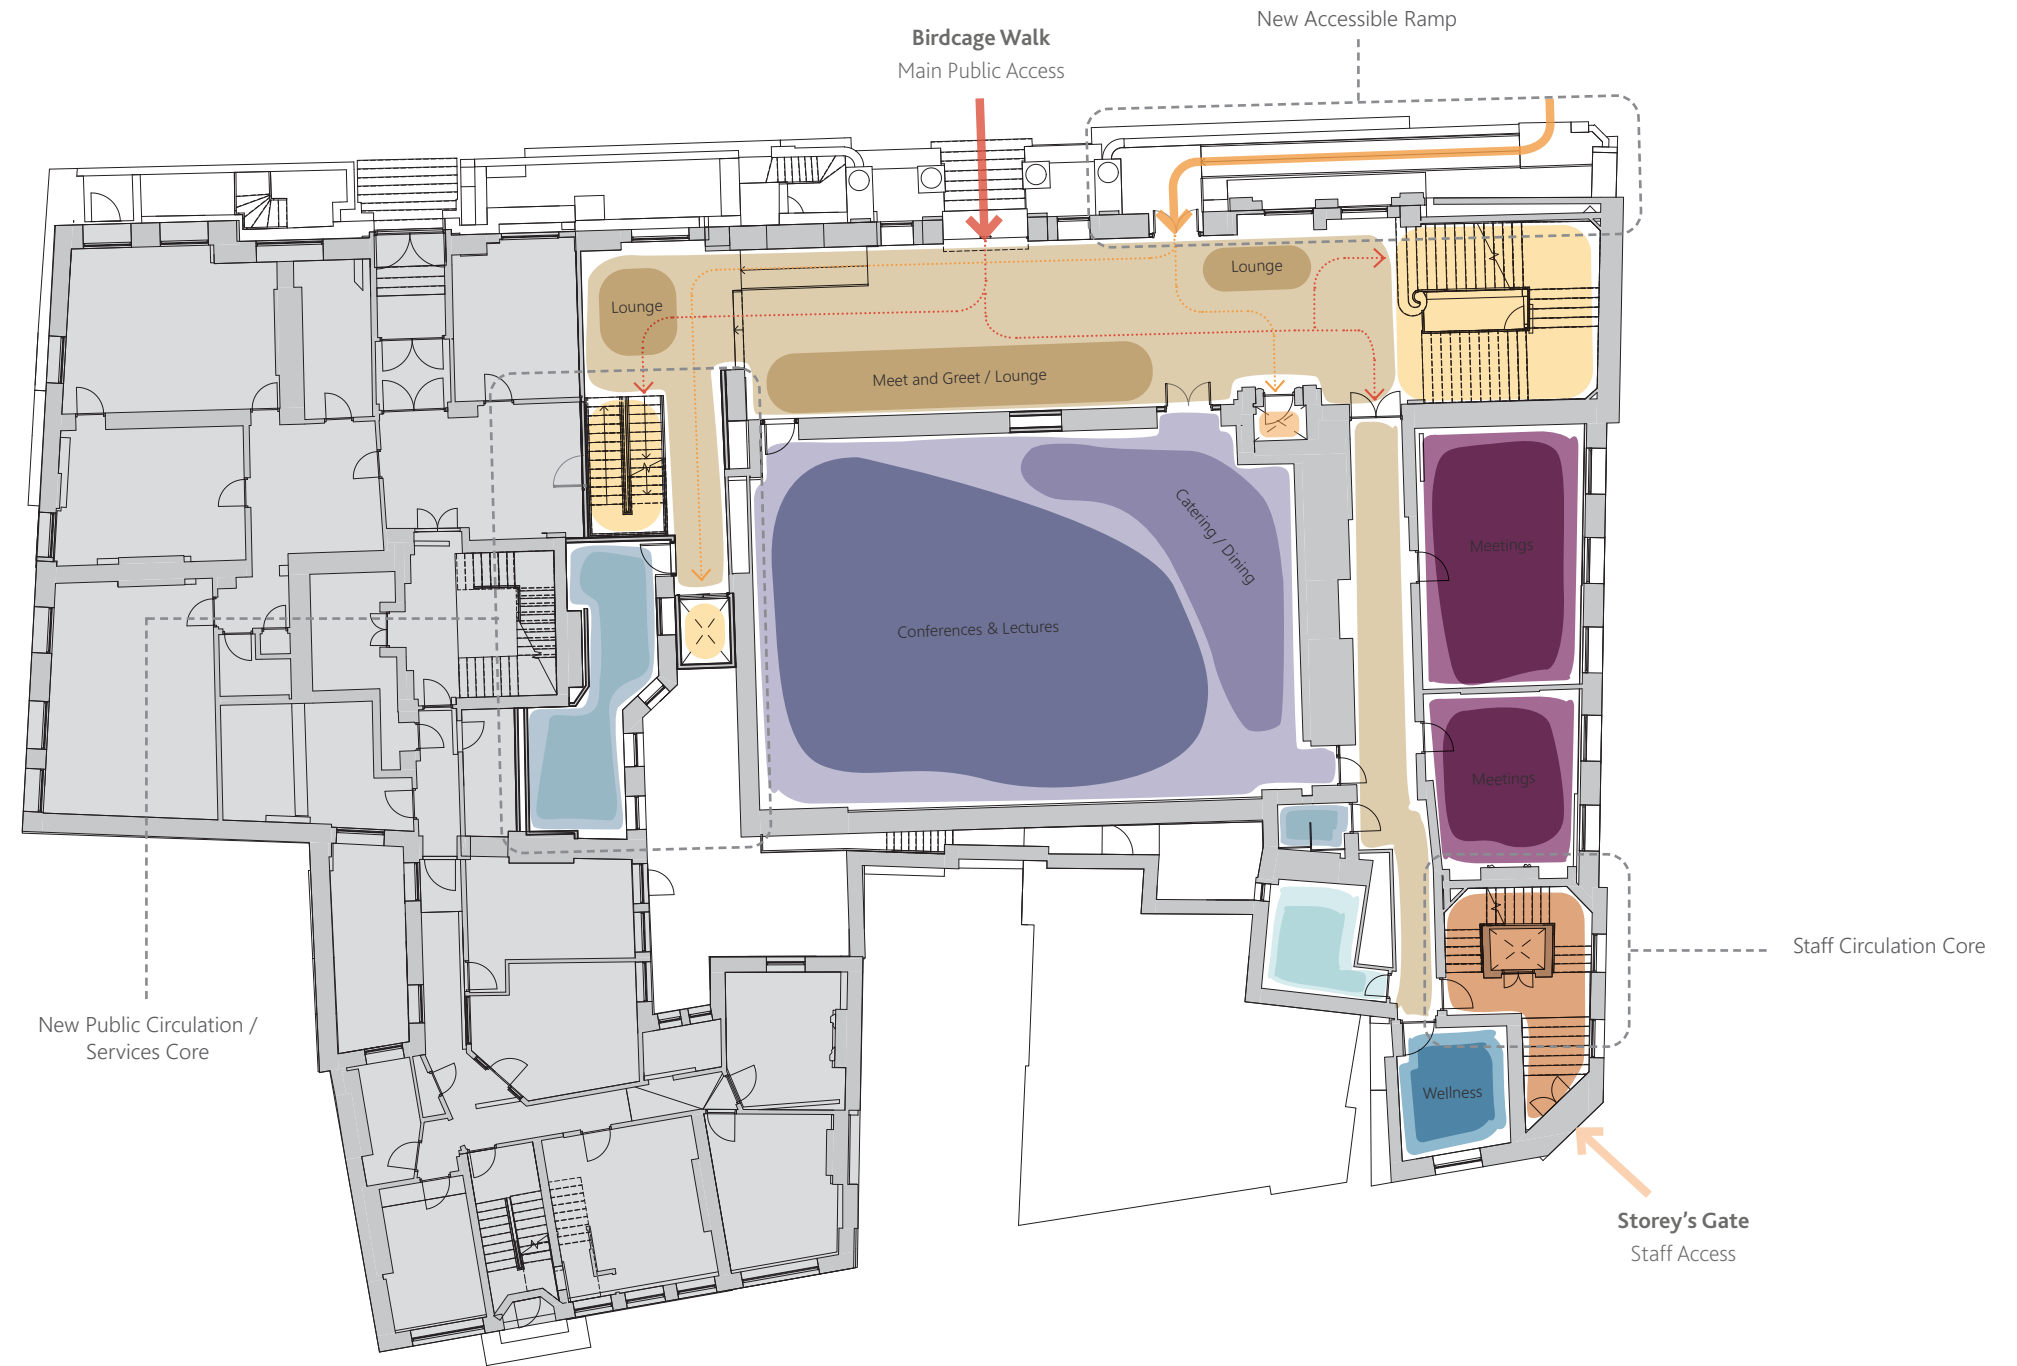 New Accessible Ramp
Birdcage Walk
Main Public Access
Lounge
Lounge
Meet and Greet / Lounge
Catering / Dining
Meetings
Conferences & Lectures
Meetings
Staff Circulation Core
New Public Circulation /
Services Core
Wellness
Storey’s Gate
Staff Access